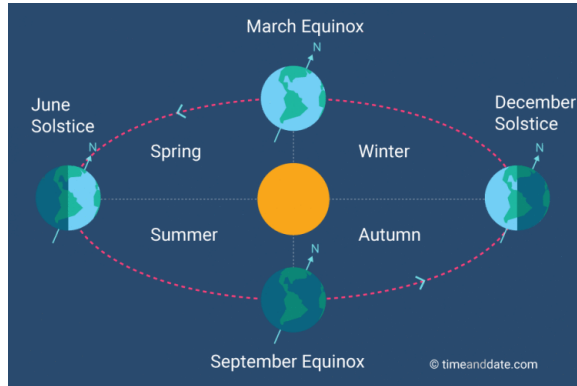 March Equinox
N
June
Solstice
December
Solstice
N
N
Spring
Winter
Summer
Autumn
N
September Equinox
© timeanddate.com